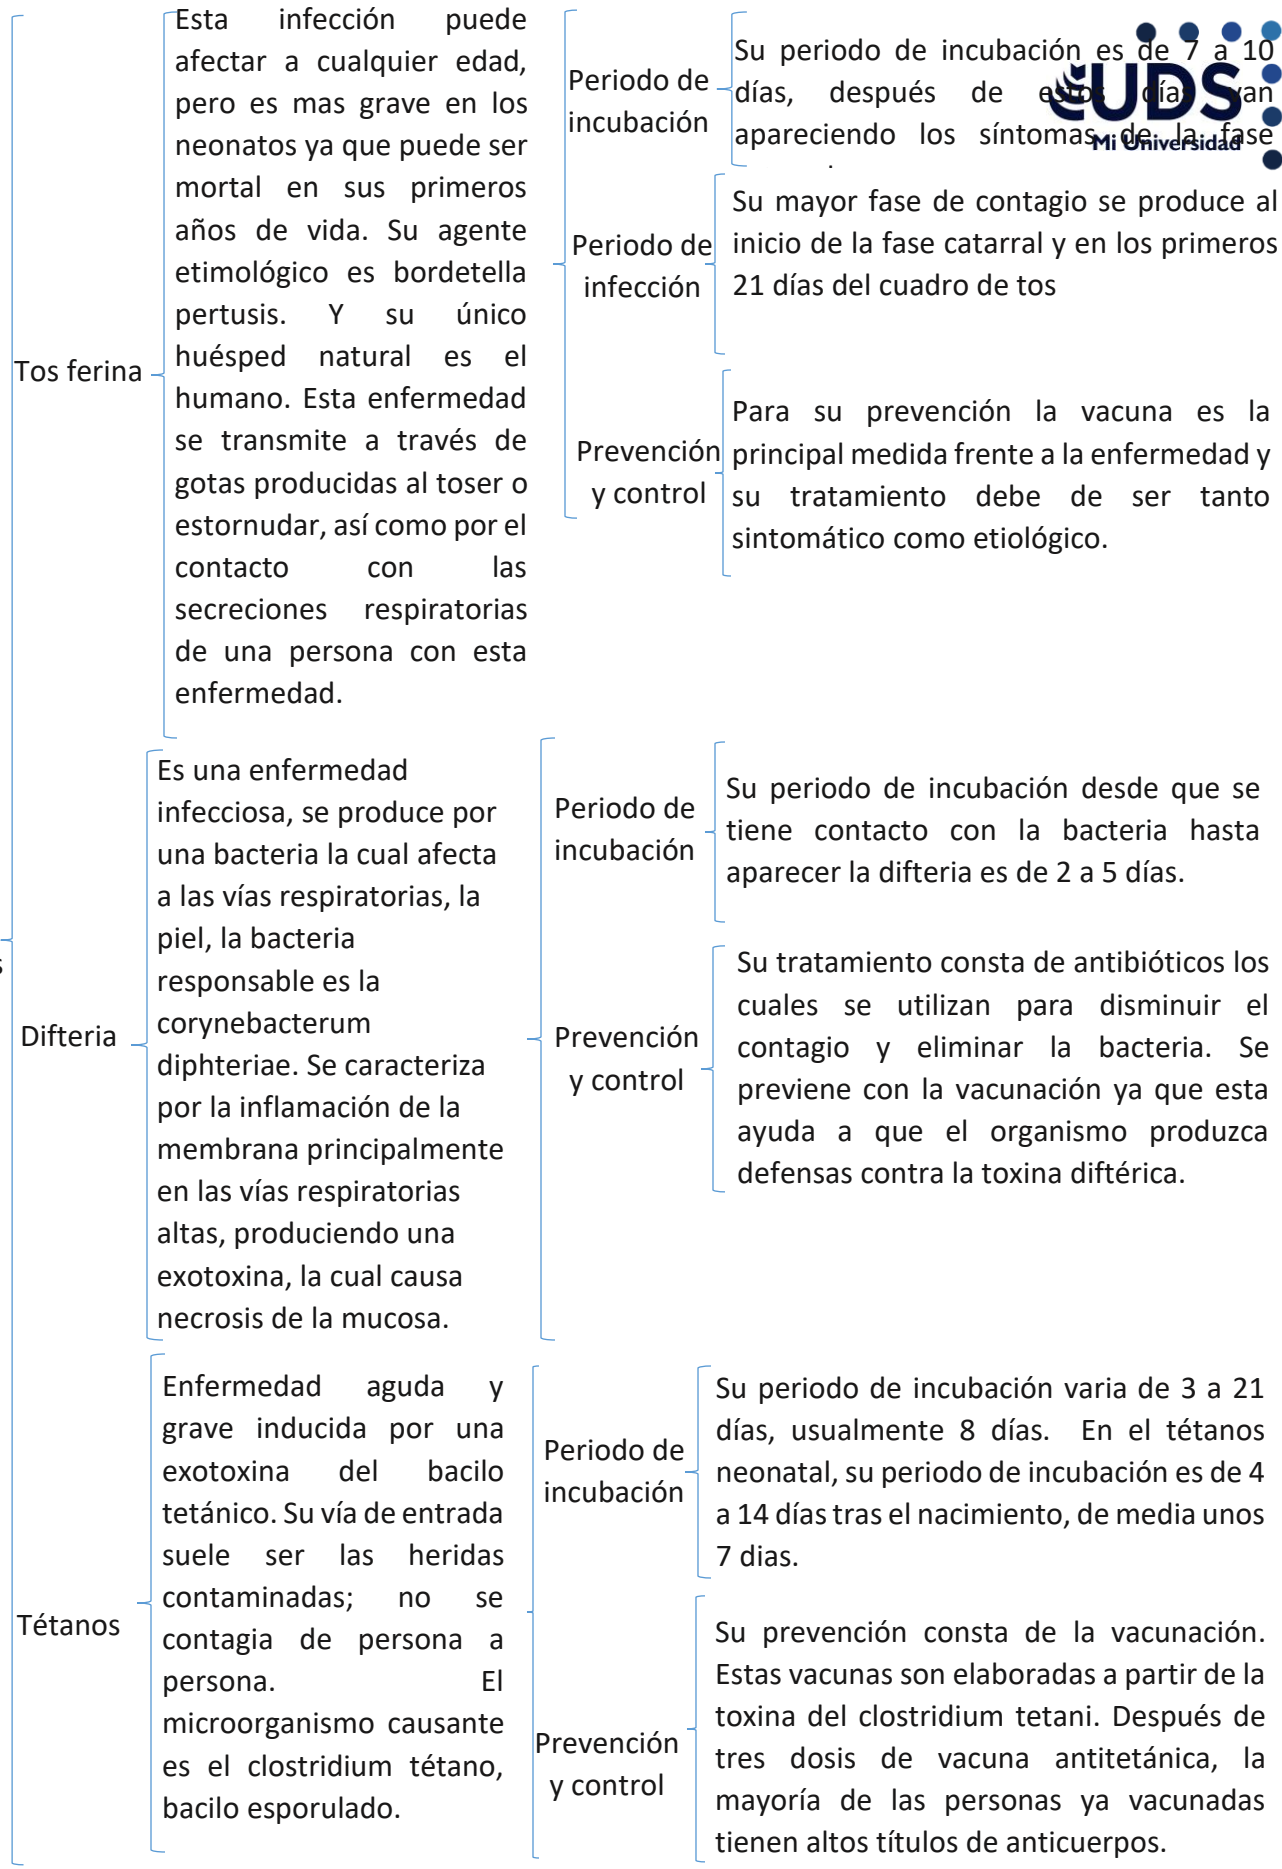 Tos ferina
Esta infección puede
afectar a cualquier edad,
pero es mas grave en los
neonatos ya que puede ser
mortal en sus primeros
años de vida. Su agente
etimológico es bordetella
pertusis. Y su único
huésped natural es el
humano. Esta enfermedad
se transmite a través de
gotas producidas al toser o
estornudar, así como por el
contacto con las
secreciones respiratorias
de una persona con esta
enfermedad.
Periodo de
incubación
Su periodo de incubación es de 7 a 10
días, después de estos días van
apareciendo los síntomas de la fase
UDS
Mi Universidad
Periodo de
infección
Su mayor fase de contagio se produce al
inicio de la fase catarral y en los primeros
21 días del cuadro de tos
Prevención
y control
Para su prevención la vacuna es la
principal medida frente a la enfermedad y
su tratamiento debe de ser tanto
sintomático como etiológico.
s
Difteria
Es una enfermedad
infecciosa, se produce por
una bacteria la cual afecta
a las vías respiratorias, la
piel, la bacteria
responsable es la
corynebacterum
diphteriae. Se caracteriza
por la inflamación de la
membrana principalmente
en las vías respiratorias
altas, produciendo una
exotoxina, la cual causa
necrosis de la mucosa.
Periodo de
incubación
Su periodo de incubación desde que se
tiene contacto con la bacteria hasta
aparecer la difteria es de 2 a 5 días.
Prevención
y control
Su tratamiento consta de antibióticos los
cuales se utilizan para disminuir el
contagio y eliminar la bacteria. Se
previene con la vacunación ya que esta
ayuda a que el organismo produzca
defensas contra la toxina diftérica.
Tétanos
Enfermedad aguda y
grave inducida por una
exotoxina del bacilo
tetánico. Su vía de entrada
suele ser las heridas
contaminadas; no se
contagia de persona a
persona. El
microorganismo causante
es el clostridium tétano,
bacilo esporulado.
Periodo de
incubación
Su periodo de incubación varia de 3 a 21
días, usualmente 8 días. En el tétanos
neonatal, su periodo de incubación es de 4
a 14 días tras el nacimiento, de media unos
7 dias.
Prevención
y control
Su prevención consta de la vacunación.
Estas vacunas son elaboradas a partir de la
toxina del clostridium tetani. Después de
tres dosis de vacuna antitetánica, la
mayoría de las personas ya vacunadas
tienen altos títulos de anticuerpos.